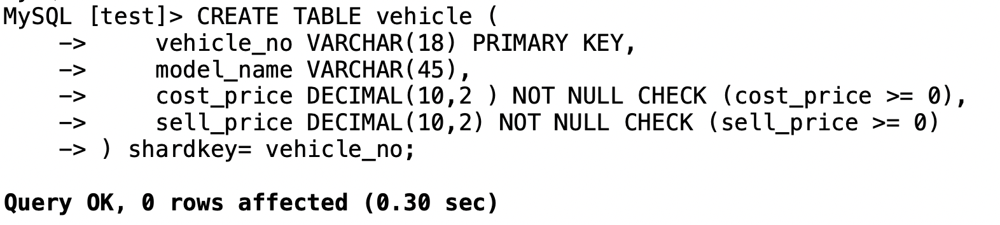 MySQL [test]> CREATE TABLE vehicle (
    ->     vehicle_no VARCHAR(18) PRIMARY KEY,
    ->     model_name VARCHAR(45),
    ->     cost_price DECIMAL(10,2 ) NOT NULL CHECK (cost_price >= 0),
    ->     sell_price DECIMAL(10,2) NOT NULL CHECK (sell_price >= 0)
    -> ) shardkey= vehicle_no;
Query OK, 0 rows affected (0.30 sec)